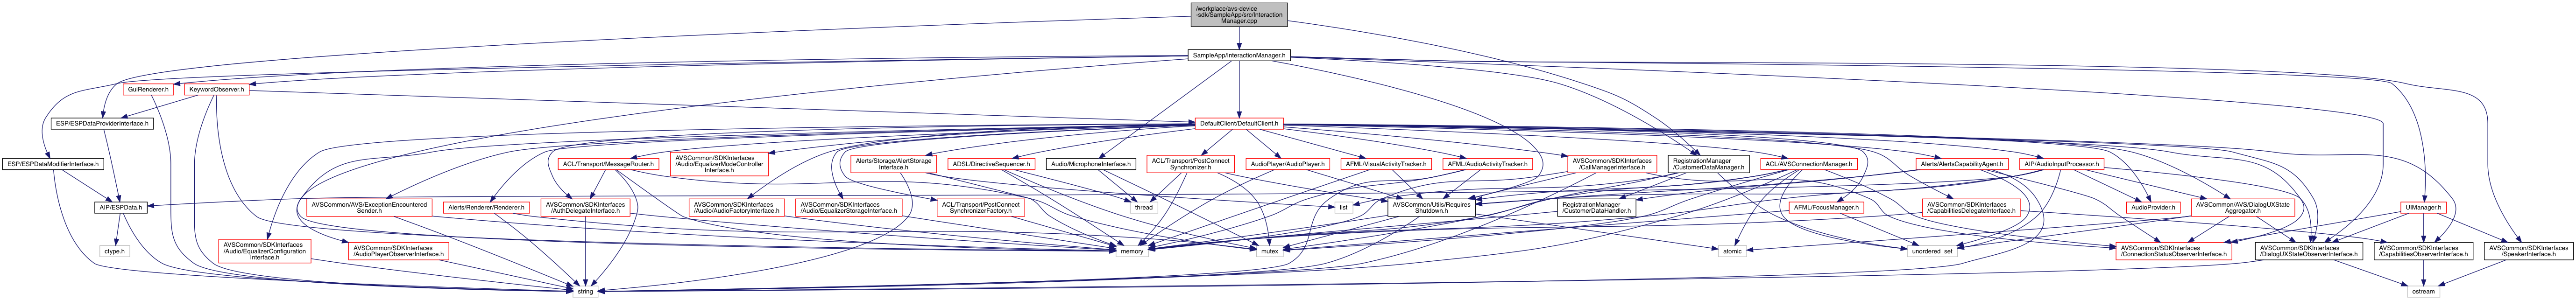 /workplace/avs-device
-sdk/SampleApp/src/Interaction
Manager.cpp
SampleApp/InteractionManager.h
GuiRenderer.h
KeywordObserver.h
ESP/ESPDataProviderInterface.h
DefaultClient/DefaultClient.h
ESP/ESPDataModifierInterface.h
ACL/Transport/MessageRouter.h
AVSCommon/SDKInterfaces
/Audio/EqualizerModeController
Interface.h
Alerts/Storage/AlertStorage
Interface.h
ADSL/DirectiveSequencer.h
Audio/MicrophoneInterface.h
ACL/Transport/PostConnect
Synchronizer.h
AudioPlayer/AudioPlayer.h
AFML/VisualActivityTracker.h
AFML/AudioActivityTracker.h
AVSCommon/SDKInterfaces
/CallManagerInterface.h
RegistrationManager
/CustomerDataManager.h
ACL/AVSConnectionManager.h
Alerts/AlertsCapabilityAgent.h
AIP/AudioInputProcessor.h
AIP/ESPData.h
AVSCommon/AVS/ExceptionEncountered
Sender.h
Alerts/Renderer/Renderer.h
AVSCommon/SDKInterfaces
/AuthDelegateInterface.h
AVSCommon/SDKInterfaces
/Audio/AudioFactoryInterface.h
AVSCommon/SDKInterfaces
/Audio/EqualizerStorageInterface.h
ACL/Transport/PostConnect
SynchronizerFactory.h
thread
list
AVSCommon/Utils/Requires
Shutdown.h
RegistrationManager
/CustomerDataHandler.h
AFML/FocusManager.h
AVSCommon/SDKInterfaces
/CapabilitiesDelegateInterface.h
AudioProvider.h
AVSCommon/AVS/DialogUXState
Aggregator.h
UIManager.h
ctype.h
AVSCommon/SDKInterfaces
/Audio/EqualizerConfiguration
Interface.h
AVSCommon/SDKInterfaces
/AudioPlayerObserverInterface.h
memory
mutex
atomic
unordered_set
AVSCommon/SDKInterfaces
/ConnectionStatusObserverInterface.h
AVSCommon/SDKInterfaces
/DialogUXStateObserverInterface.h
AVSCommon/SDKInterfaces
/CapabilitiesObserverInterface.h
AVSCommon/SDKInterfaces
/SpeakerInterface.h
string
ostream